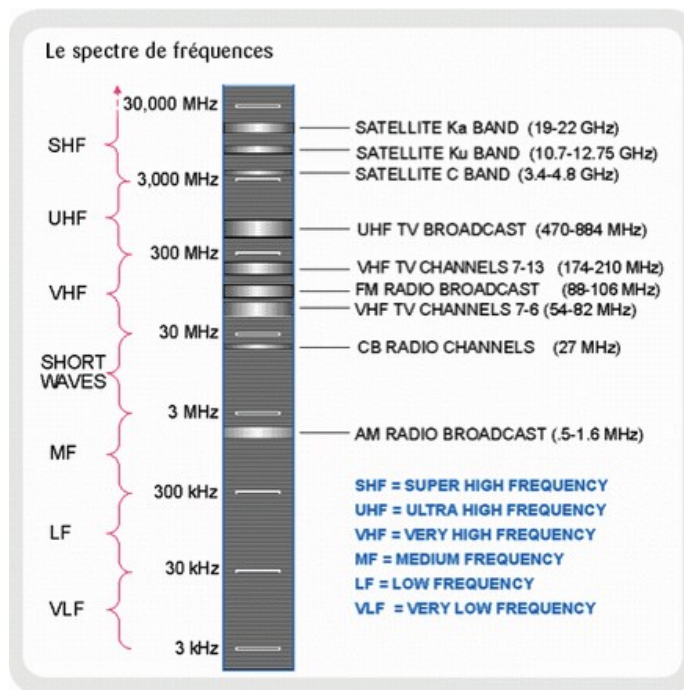 Le spectre de fréquences
30,000 MHz
SATELLITE Ka BAND (19-22 GHz)
SHF
SATELLITE Ku BAND (10.7-12.75 GHz)
3,000 MHz
SATELLITE C BAND (3.4-4.8 GHz)
UHF
UHF TV BROADCAST (470-884 MHz)
300 MHz
VHF TV CHANNELS 7-13 (174-210 MHz)
VHF
FM RADIO BROADCAST (88-106 MHz)
VHF TV CHANNELS 7-6 (54-82 MHz)
30 MHz
CB RADIO CHANNELS (27 MHz)
SHORT
WAVES
3 MHz
AM RADIO BROADCAST (.5-1.6 MHz)
MF
300 kHz
LF
30 kHz
VLF
3 kHz
SHF = SUPER HIGH FREQUENCY
UHF = ULTRA HIGH FREQUENCY
VHF = VERY HIGH FREQUENCY
MF = MEDIUM FREQUENCY
LF = LOW FREQUENCY
VLF = VERY LOW FREQUENCY